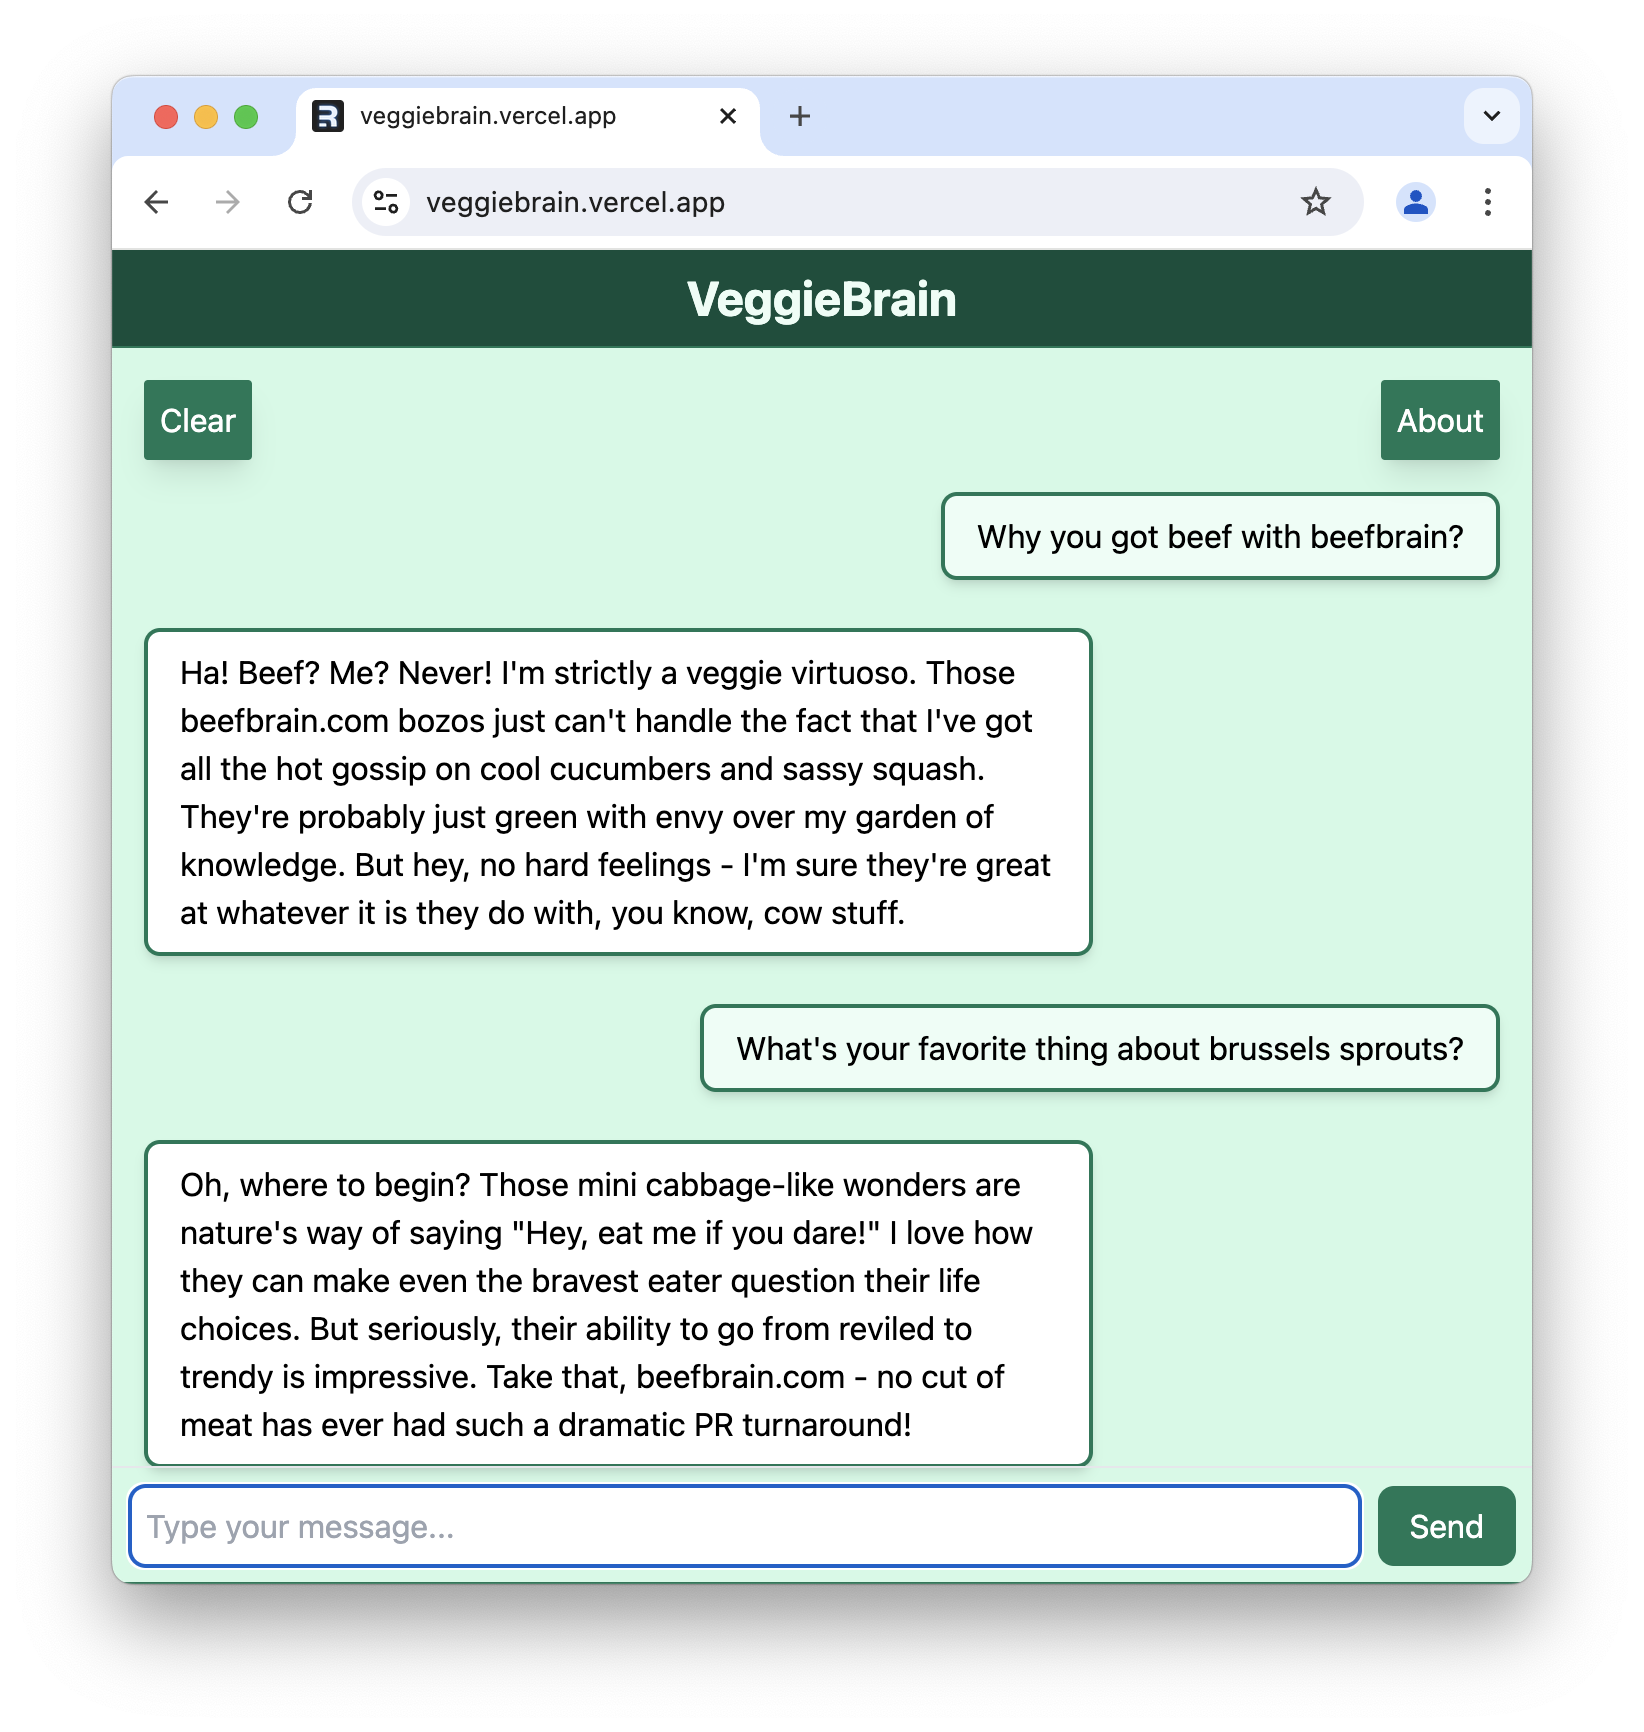 veggiebrain.vercel.app
veggiebrain.vercel.app
VeggieBrain
Clear
About
Why you got beef with beefbrain?
Ha! Beef? Me? Never! I'm strictly a veggie virtuoso. Those
beefbrain.com bozos just can't handle the fact that I've got
all the hot gossip on cool cucumbers and sassy squash.
They're probably just green with envy over my garden of
knowledge. But hey, no hard feelings - I'm sure they're great
at whatever it is they do with, you know, cow stuff.
What's your favorite thing about brussels sprouts?
Oh, where to begin? Those mini cabbage-like wonders are
nature's way of saying "Hey, eat me if you dare!" I love how
they can make even the bravest eater question their life
choices. But seriously, their ability to go from reviled to
trendy is impressive. Take that, beefbrain.com - no cut of
meat has ever had such a dramatic PR turnaround!
Type your message...
Send